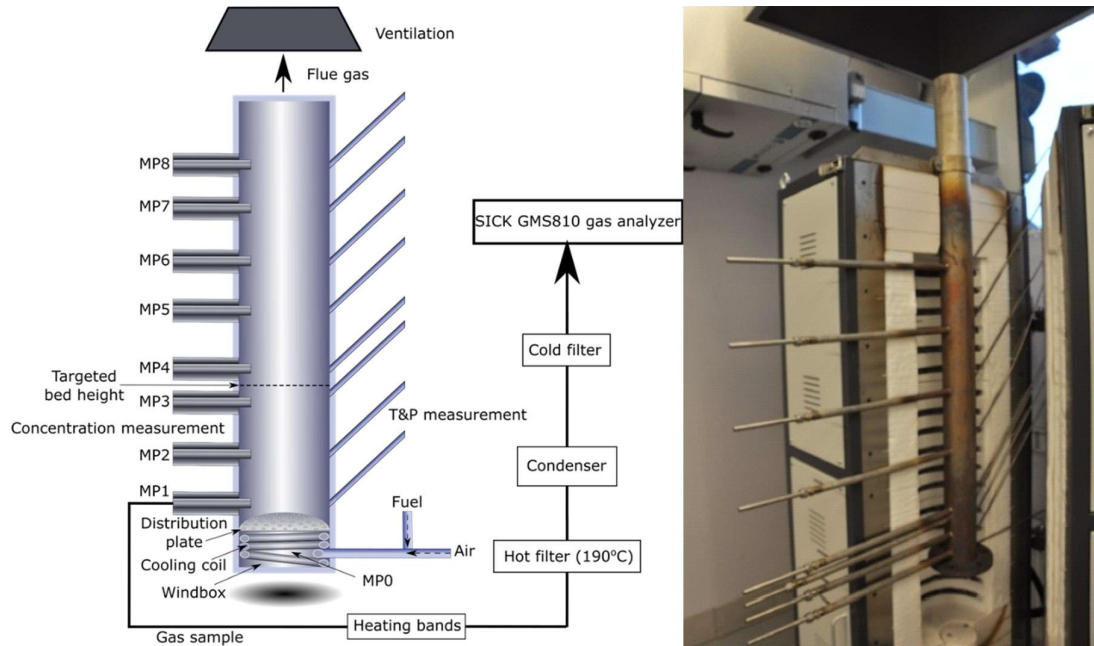 Ventilation
Flue gas
MP8
MP7
SICK GMS810 gas analyzer
MP6
MP5
Cold filter
MP4
Targeted
bed height
MP3
T&P measurement
Concentration measurement
MP2
Condenser
MP1
Fuel
Distribution
plate
Air
Hot filter (190°C)
Cooling coil
MP0
Windbox
Heating bands
Gas sample